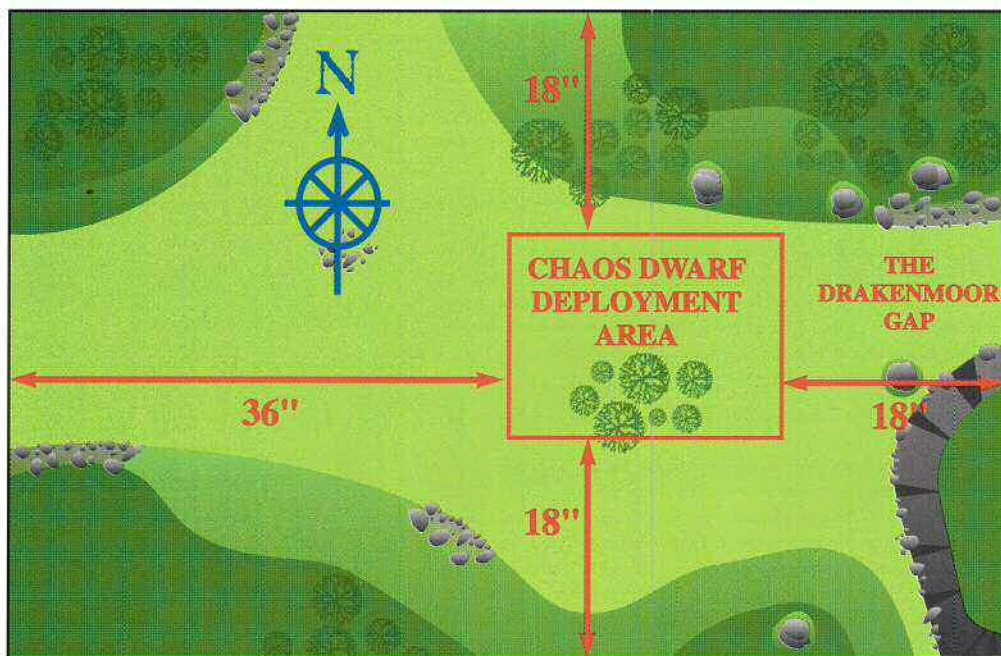 N
18"
CHAOS DWARF
DEPLOYMENT
AREA
THE
DRAKENMOOR
GAP
36"
18"
18"